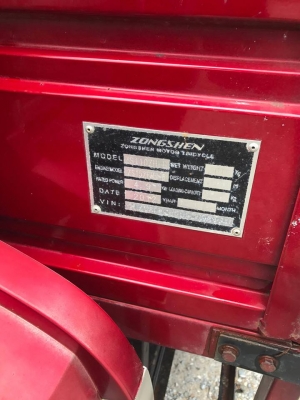 ZONGSHEN
ZONGSHEN MOTOR TRICYCLE
MODEL NET WEIGHT Kg
ENGINE MODEL DISPLACEMENT
RATED POWER Kw LOADING CAPACITY Kg
DATE YEAR MONTH
VIN: